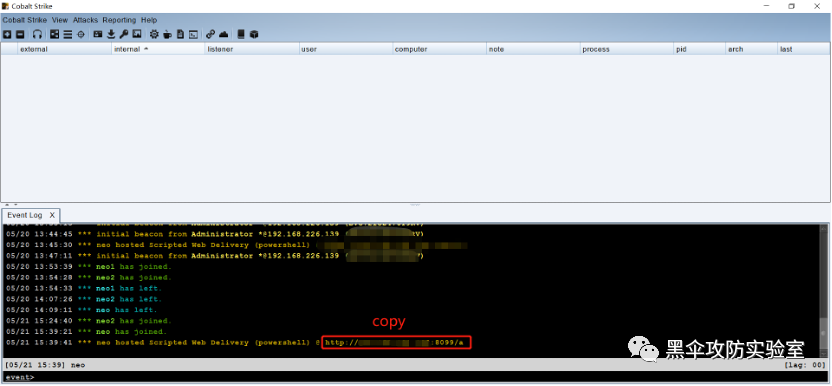 Cobalt Strike
Cobalt Strike View Attacks Reporting Help
external internal listener user computer note process pid arch last
Event Log X
05/20 13:44:45 *** initial beacon from Administrator *@192.168.226.139
05/20 13:45:30 *** neo hosted Scripted Web Delivery (powershell)
05/20 13:47:11 *** initial beacon from Administrator *@192.168.226.139
05/20 13:53:39 *** neo1 has joined.
05/20 13:54:28 *** neo2 has joined.
05/20 13:54:33 *** neo1 has left.
05/20 14:07:26 *** neo2 has left.
05/20 14:09:11 *** neo has left.
05/21 15:24:40 *** neo2 has joined.
05/21 15:39:21 *** neo has joined.
copy
05/21 15:39:41 *** neo hosted Scripted Web Delivery (powershell) @ http:// :8099/a
黑伞攻防实验室
[05/21 15:39] neo [lag: 00]
event>